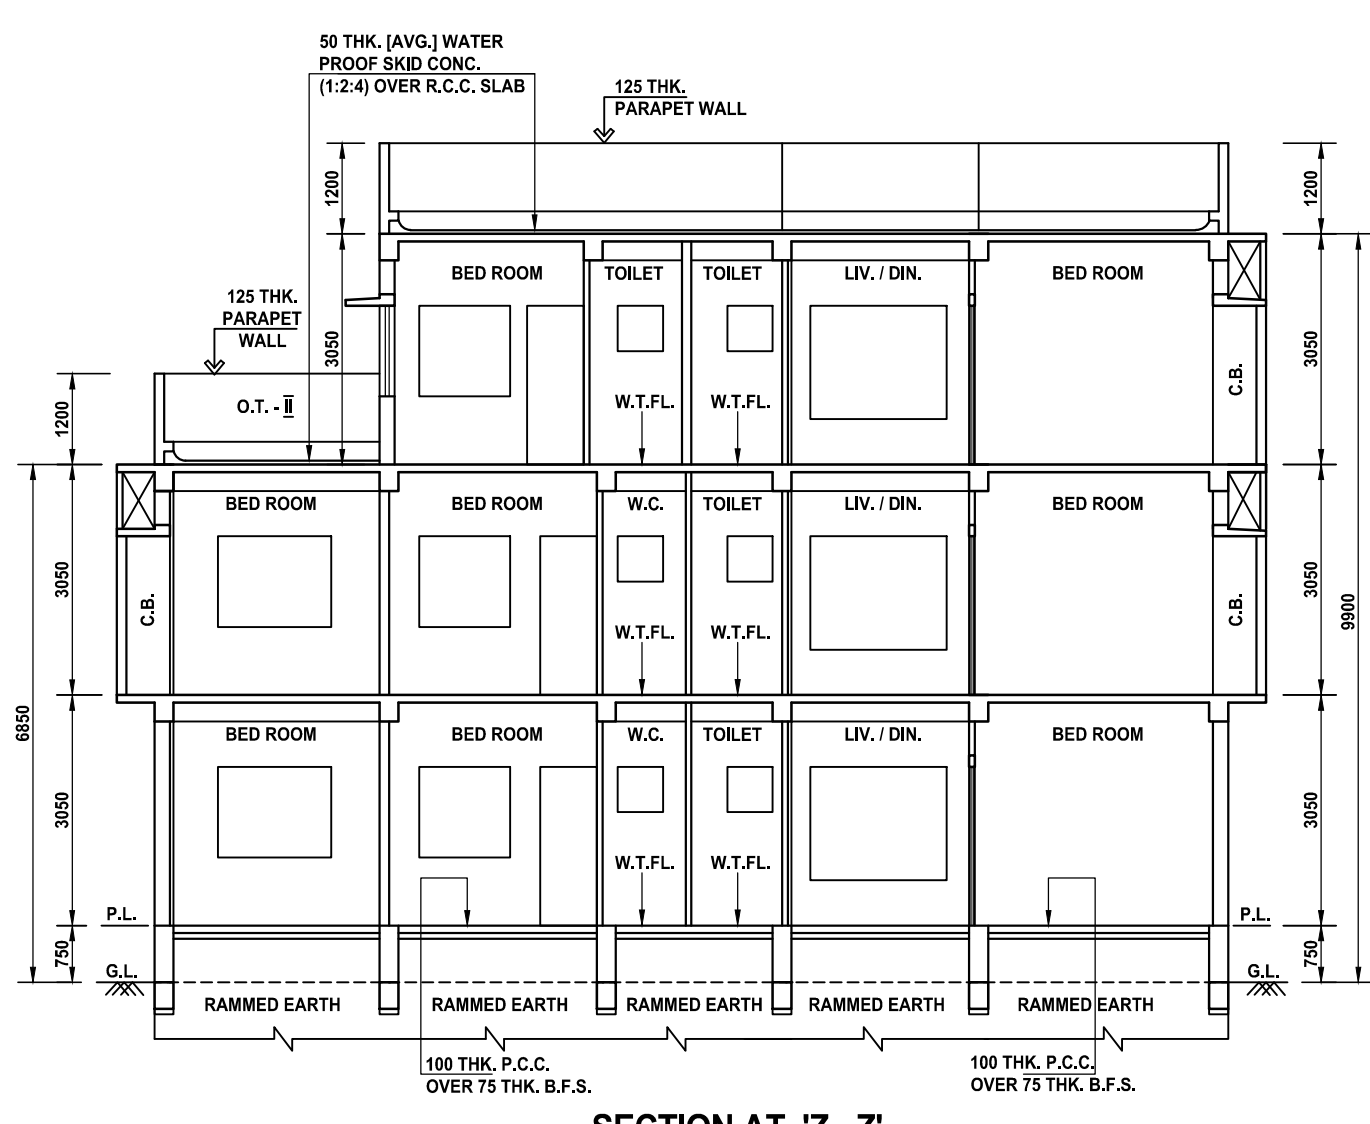 50 THK. [AVG.] WATER
PROOF SKID CONC.
(1:2:4) OVER R.C.C. SLAB
125 THK.
PARAPET WALL
1200
1200
BED ROOM
TOILET
TOILET
LIV. / DIN.
BED ROOM
125 THK.
PARAPET
WALL
3050
3050
O.T. - II
1200
W.T.FL.
W.T.FL.
C.B.
BED ROOM
BED ROOM
W.C.
TOILET
LIV. / DIN.
BED ROOM
3050
3050
C.B.
W.T.FL.
W.T.FL.
C.B.
9900
6850
BED ROOM
BED ROOM
W.C.
TOILET
LIV. / DIN.
BED ROOM
3050
3050
W.T.FL.
W.T.FL.
P.L.
P.L.
750
750
G.L.
G.L.
RAMMED EARTH
RAMMED EARTH
RAMMED EARTH
RAMMED EARTH
RAMMED EARTH
100 THK. P.C.C.
OVER 75 THK. B.F.S.
100 THK. P.C.C.
OVER 75 THK. B.F.S.
SECTION AT 'Z - Z'